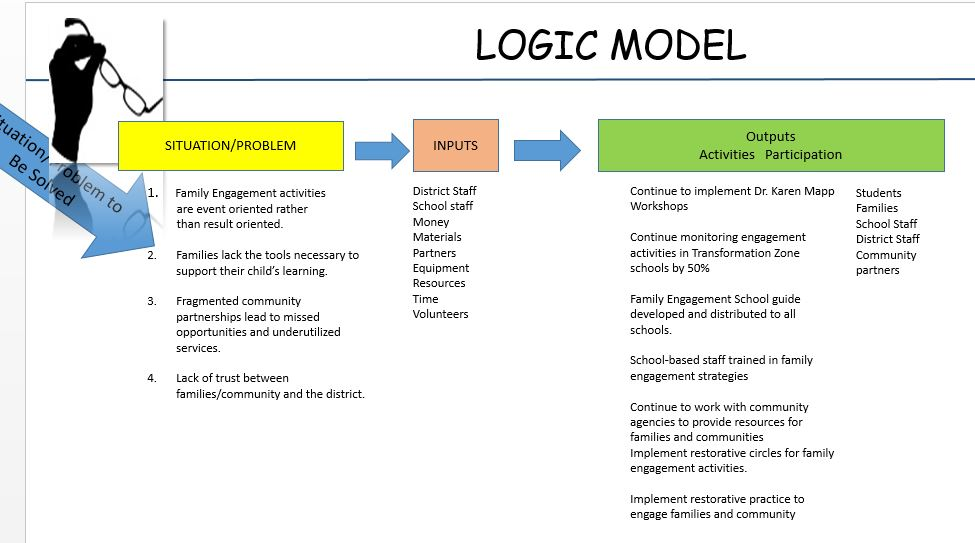 LOGIC MODEL
ituation/Problem to
Be Solved
SITUATION/PROBLEM
INPUTS
Outputs
Activities Participation
1. Family Engagement activities
are event oriented rather
than result oriented.
2. Families lack the tools necessary to
support their child’s learning.
3. Fragmented community
partnerships lead to missed
opportunities and underutilized
services.
4. Lack of trust between
families/community and the district.
District Staff
School staff
Money
Materials
Partners
Equipment
Resources
Time
Volunteers
Continue to implement Dr. Karen Mapp
Workshops
Continue monitoring engagement
activities in Transformation Zone
schools by 50%
Family Engagement School guide
developed and distributed to all
schools.
School-based staff trained in family
engagement strategies
Continue to work with community
agencies to provide resources for
families and communities
Implement restorative circles for family
engagement activities.
Implement restorative practice to
engage families and community
Students
Families
School Staff
District Staff
Community
partners